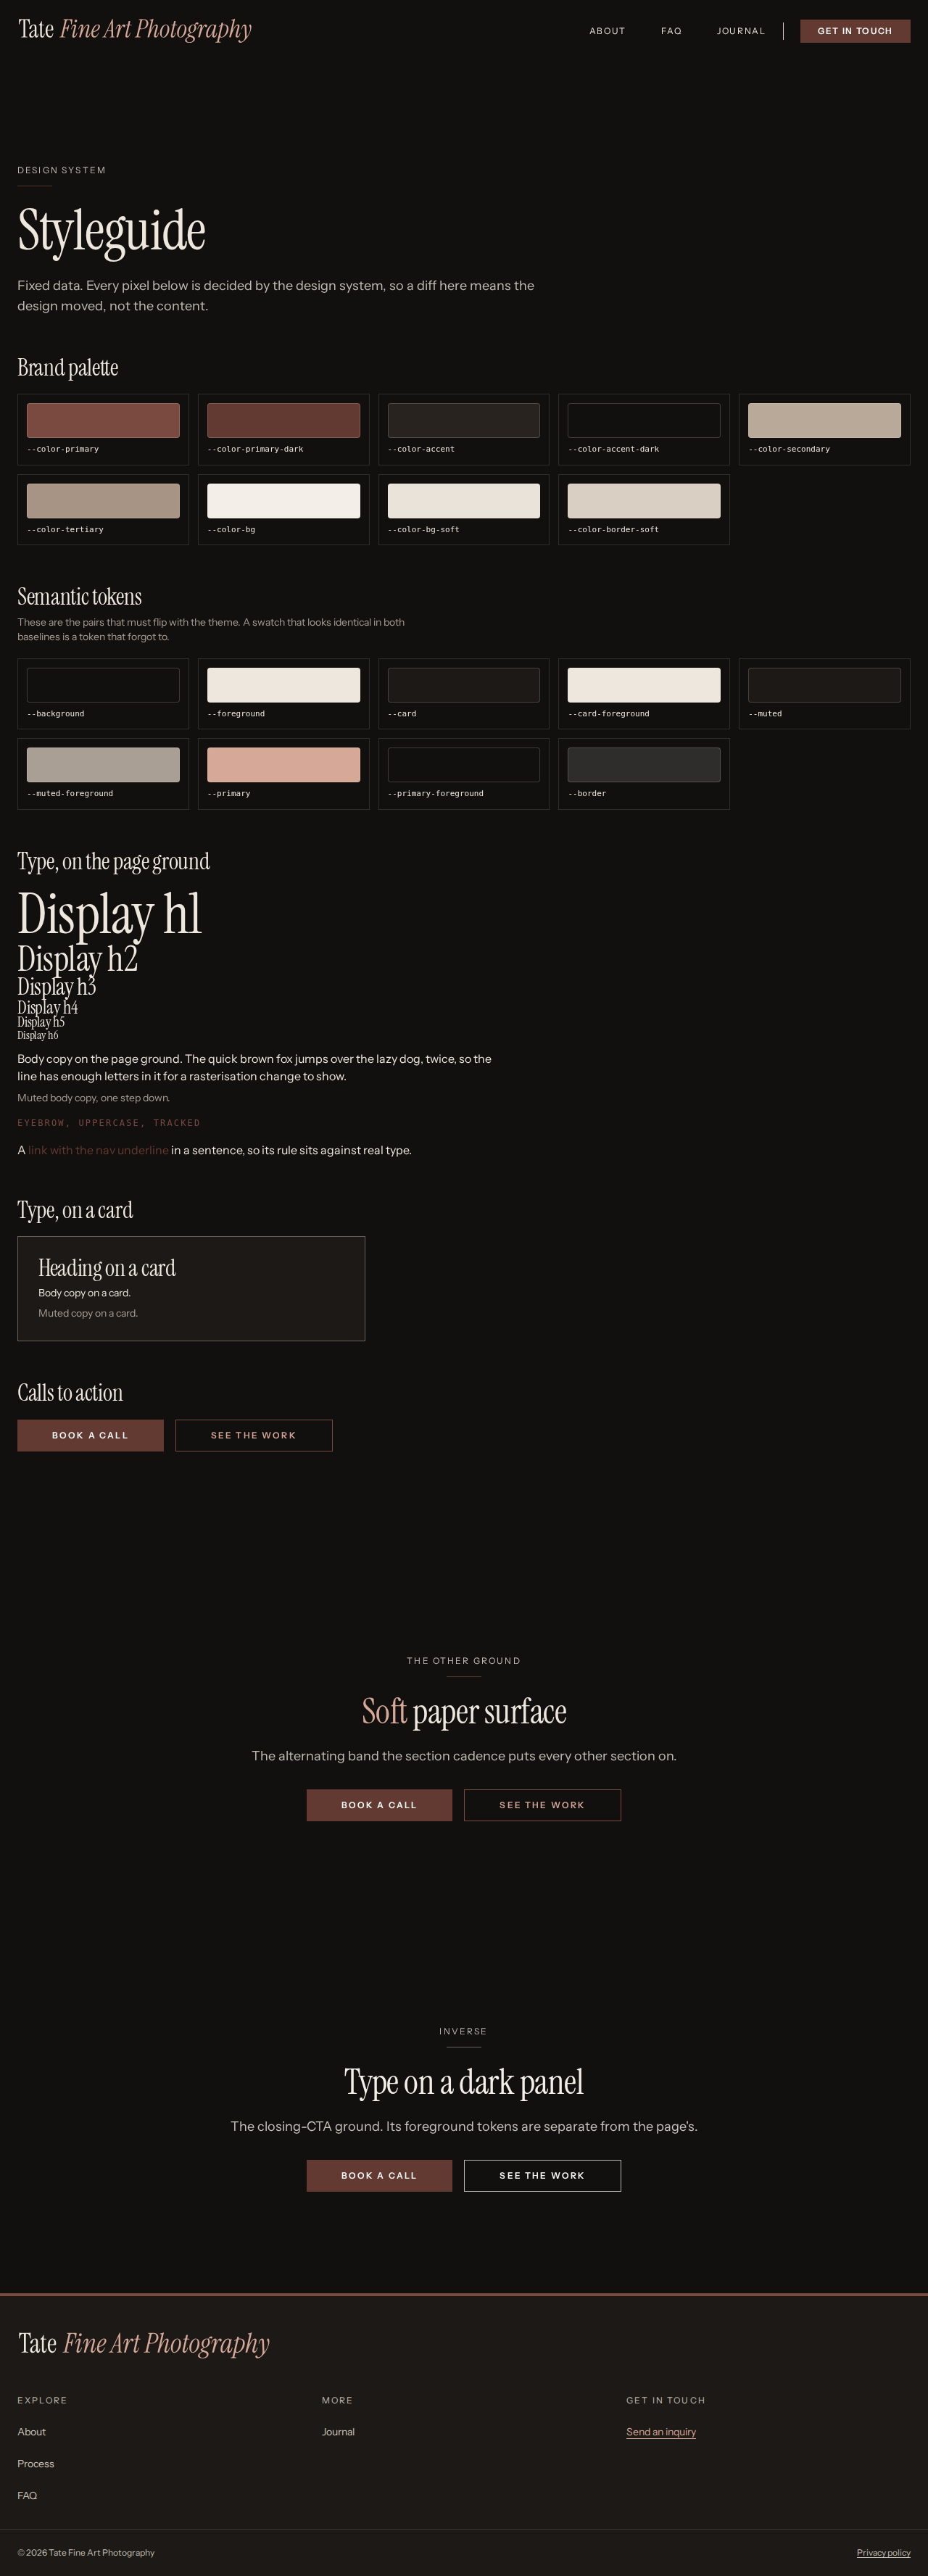 Tate Fine Art Photography
ABOUT
FAQ
JOURNAL
GET IN TOUCH
DESIGN SYSTEM
Styleguide
Fixed data. Every pixel below is decided by the design system, so a diff here means the
design moved, not the content.
Brand palette
--color-primary
--color-primary-dark
--color-accent
--color-accent-dark
--color-secondary
--color-tertiary
--color-bg
--color-bg-soft
--color-border-soft
Semantic tokens
These are the pairs that must flip with the theme. A swatch that looks identical in both
baselines is a token that forgot to.
--background
--foreground
--card
--card-foreground
--muted
--muted-foreground
--primary
--primary-foreground
--border
Type, on the page ground
Display h1
Display h2
Display h3
Display h4
Display h5
Display h6
Body copy on the page ground. The quick brown fox jumps over the lazy dog, twice, so the
line has enough letters in it for a rasterisation change to show.
Muted body copy, one step down.
EYEBROW, UPPERCASE, TRACKED
A link with the nav underline in a sentence, so its rule sits against real type.
Type, on a card
Heading on a card
Body copy on a card.
Muted copy on a card.
Calls to action
BOOK A CALL
SEE THE WORK
THE OTHER GROUND
Soft paper surface
The alternating band the section cadence puts every other section on.
BOOK A CALL
SEE THE WORK
INVERSE
Type on a dark panel
The closing-CTA ground. Its foreground tokens are separate from the page's.
BOOK A CALL
SEE THE WORK
Tate Fine Art Photography
EXPLORE
About
Process
FAQ
MORE
Journal
GET IN TOUCH
Send an inquiry
© 2026 Tate Fine Art Photography
Privacy policy